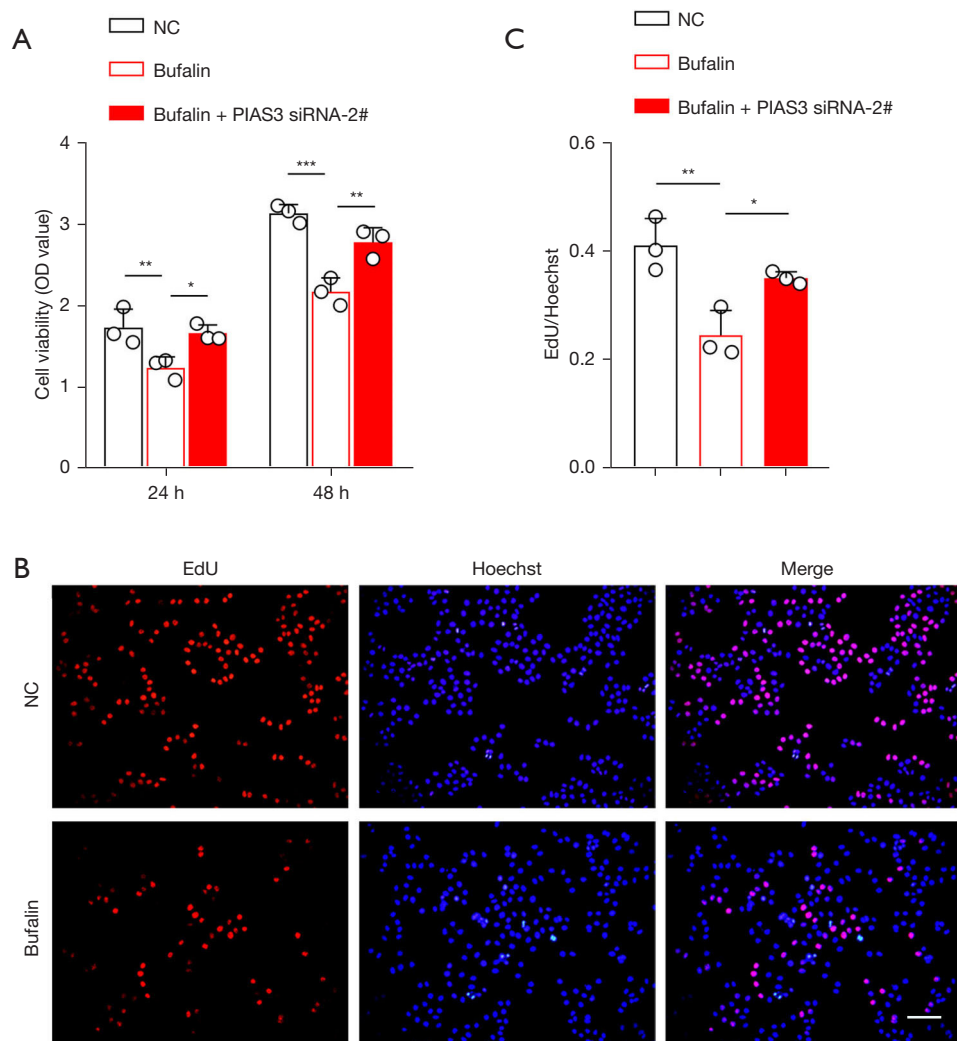 A
NC
Bufalin
Bufalin + PIAS3 siRNA-2#
Cell viability (OD value)
4
3
2
1
0
**
*
***
**
24 h
48 h
C
NC
Bufalin
Bufalin + PIAS3 siRNA-2#
EdU/Hoechst
0.6
0.4
0.2
0.0
**
*
B
EdU
Hoechst
Merge
NC
Bufalin